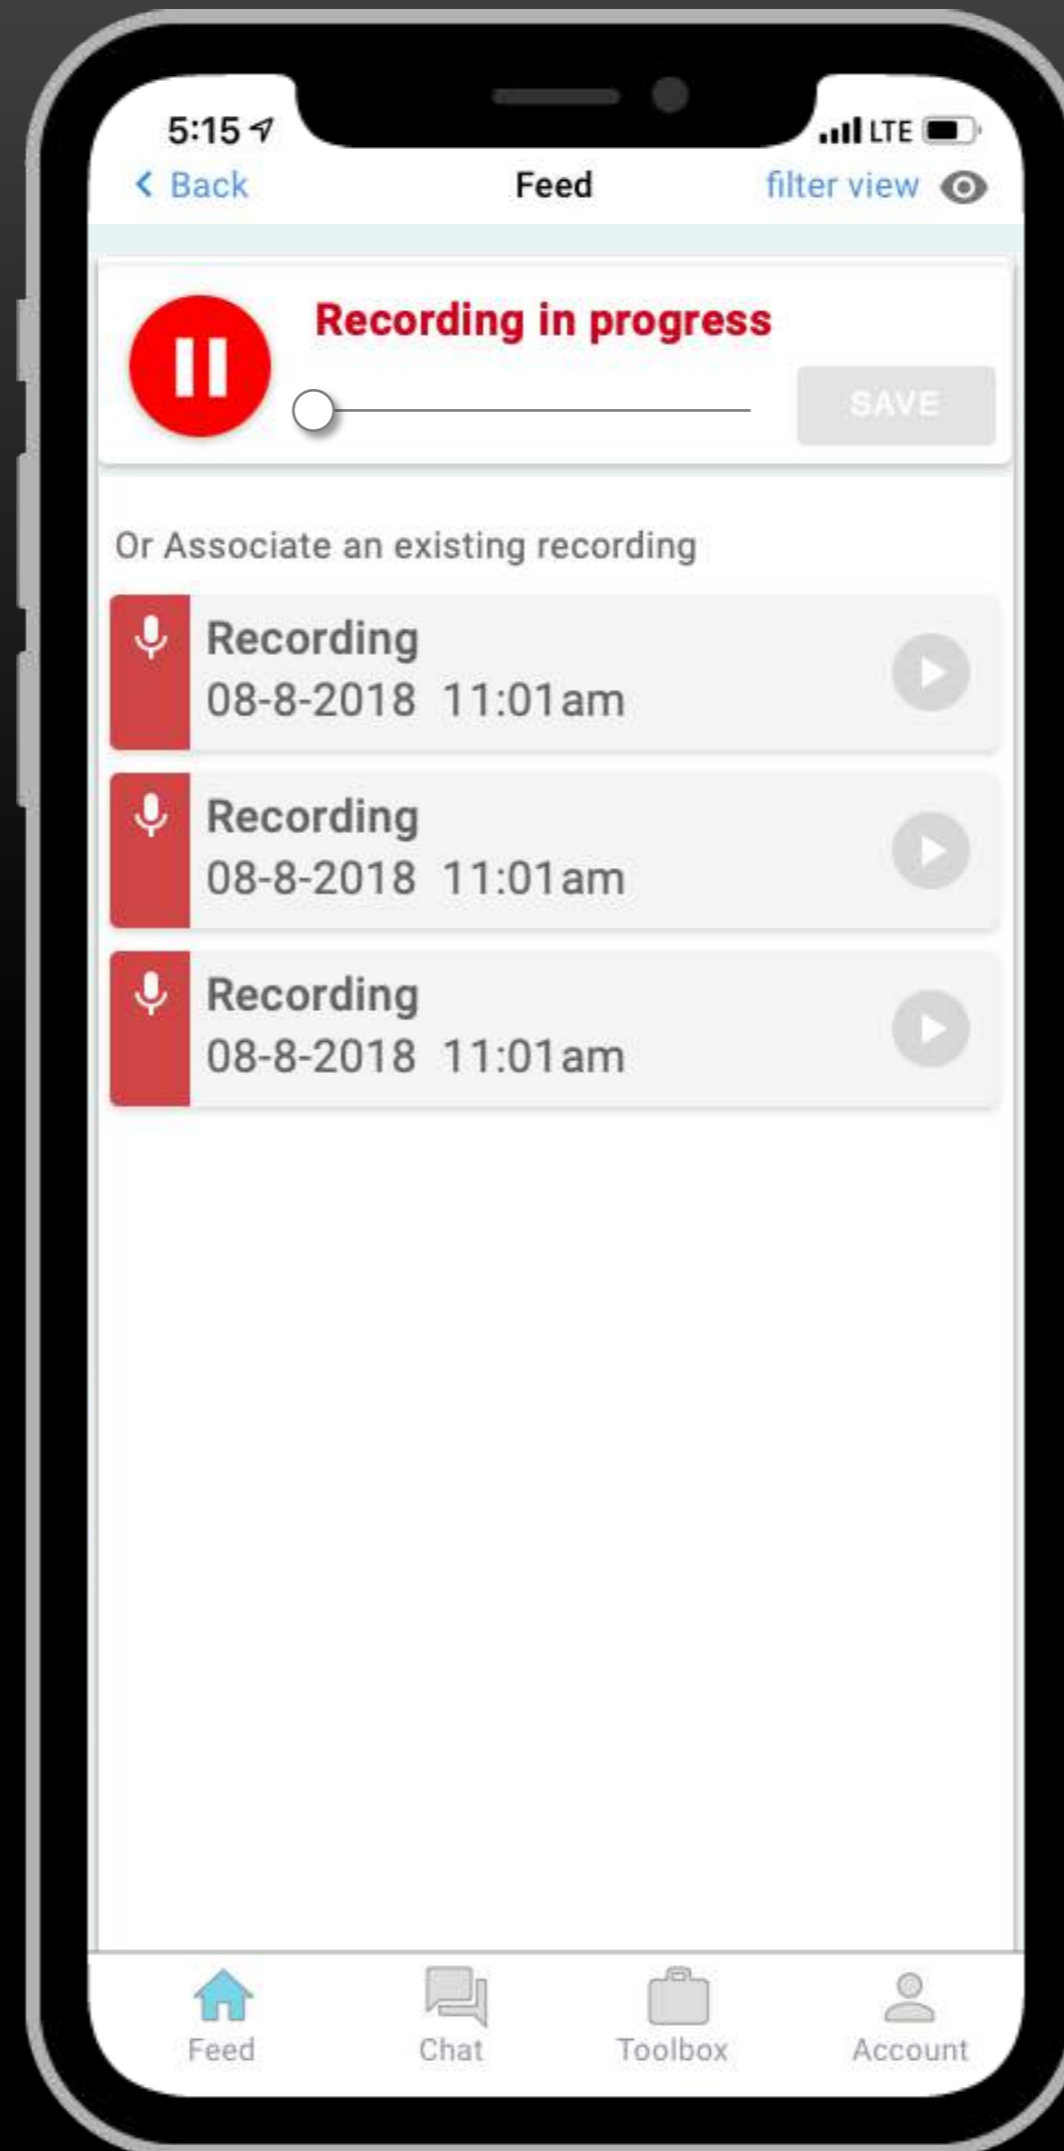 5:15 LTE
Back Feed filter view
Recording in progress
SAVE
Or Associate an existing recording
Recording
08-8-2018 11:01am
Recording
08-8-2018 11:01am
Recording
08-8-2018 11:01am
Feed Chat Toolbox Account